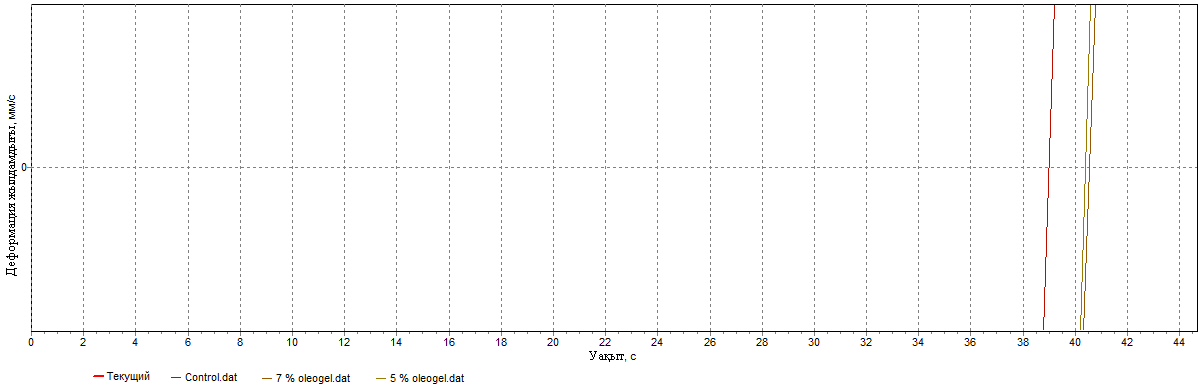 Деформация жылдамдығы, мм/с
0
0 2 4 6 8 10 12 14 16 18 20 22 24 26 28 30 32 34 36 38 40 42 44
Уақыт, с
Текущий Control.dat 7 % oleogel.dat 5 % oleogel.dat